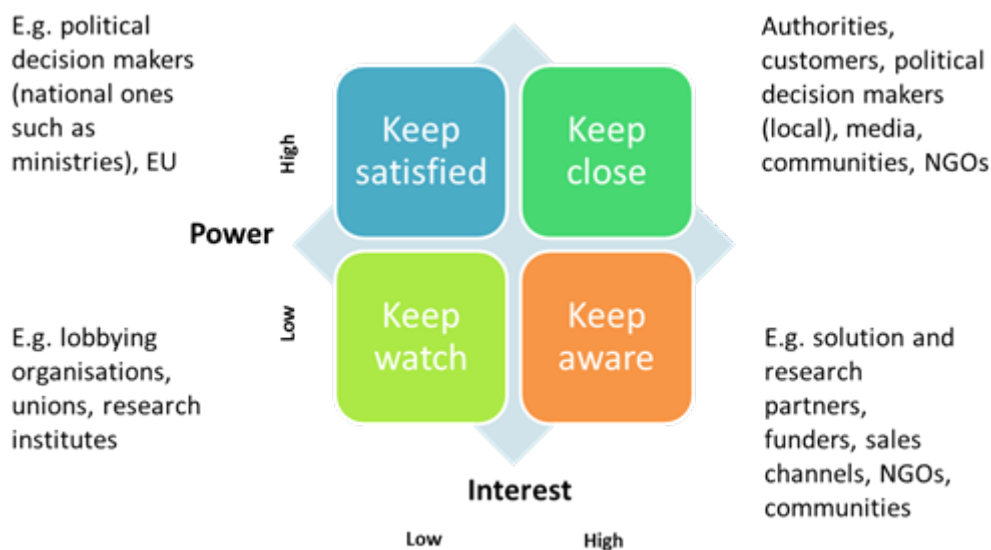 E.g. political
decision makers
(national ones
such as
ministries), EU
Authorities,
customers, political
decision makers
(local), media,
communities, NGOs
High
Keep
satisfied
Keep
close
Power
Low
Keep
watch
Keep
aware
E.g. lobbying
organisations,
unions, research
institutes
E.g. solution and
research
partners,
funders, sales
channels, NGOs,
communities
Interest
Low
High